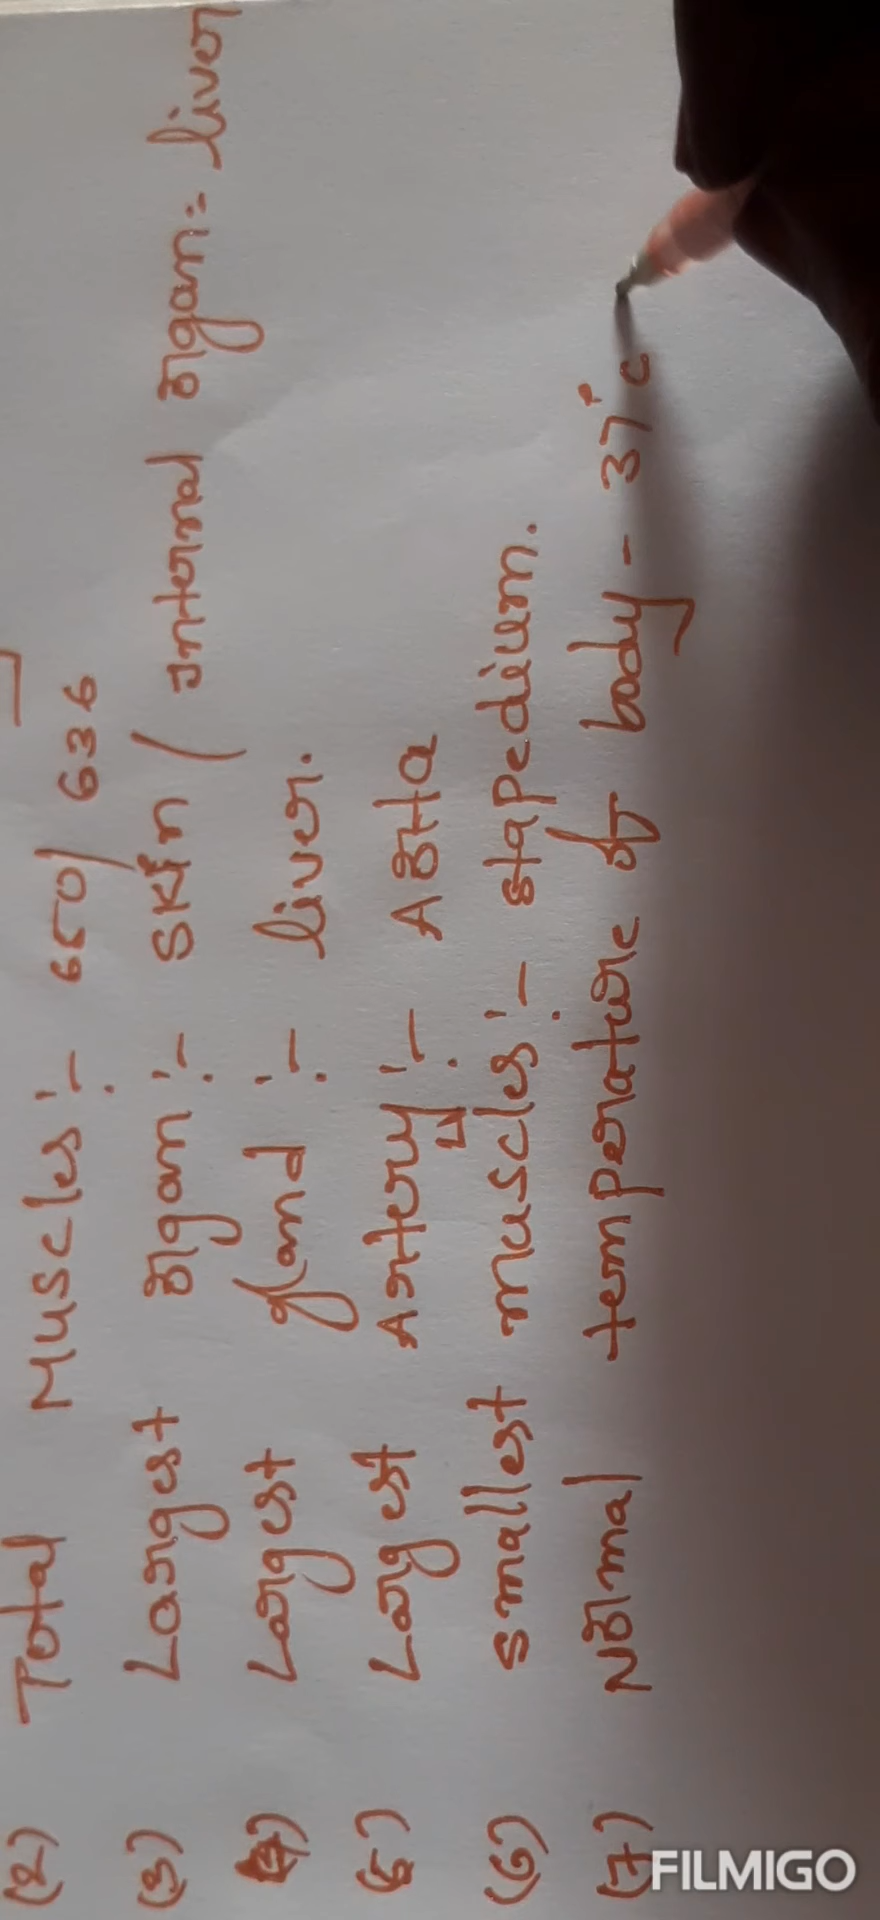 (2) Total Muscles :- 650/ 636
(3) Largest organ :- Skin / Internal organ = liver
(4) Largest gland :- liver.
(5) Largest Artery :- Aorta
(6) smallest muscles :- stapedium.
(7) Normal temperature of body - 37°c
FILMIGO